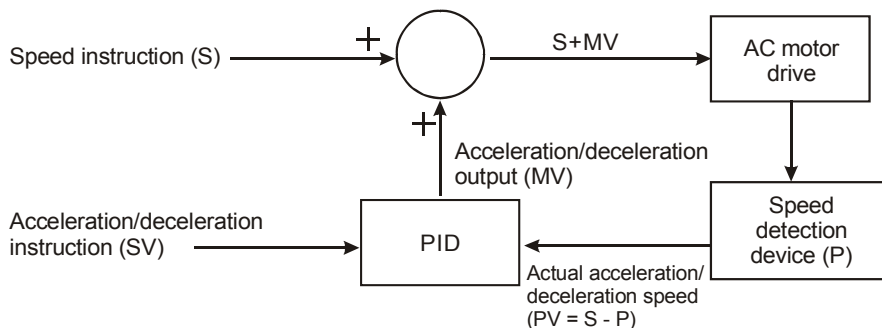 +
S+MV
AC motor
drive
Speed instruction (S)
+
Acceleration/deceleration
output (MV)
Acceleration/deceleration
instruction (SV)
PID
Speed
detection
device (P)
Actual acceleration/
deceleration speed
(PV = S - P)